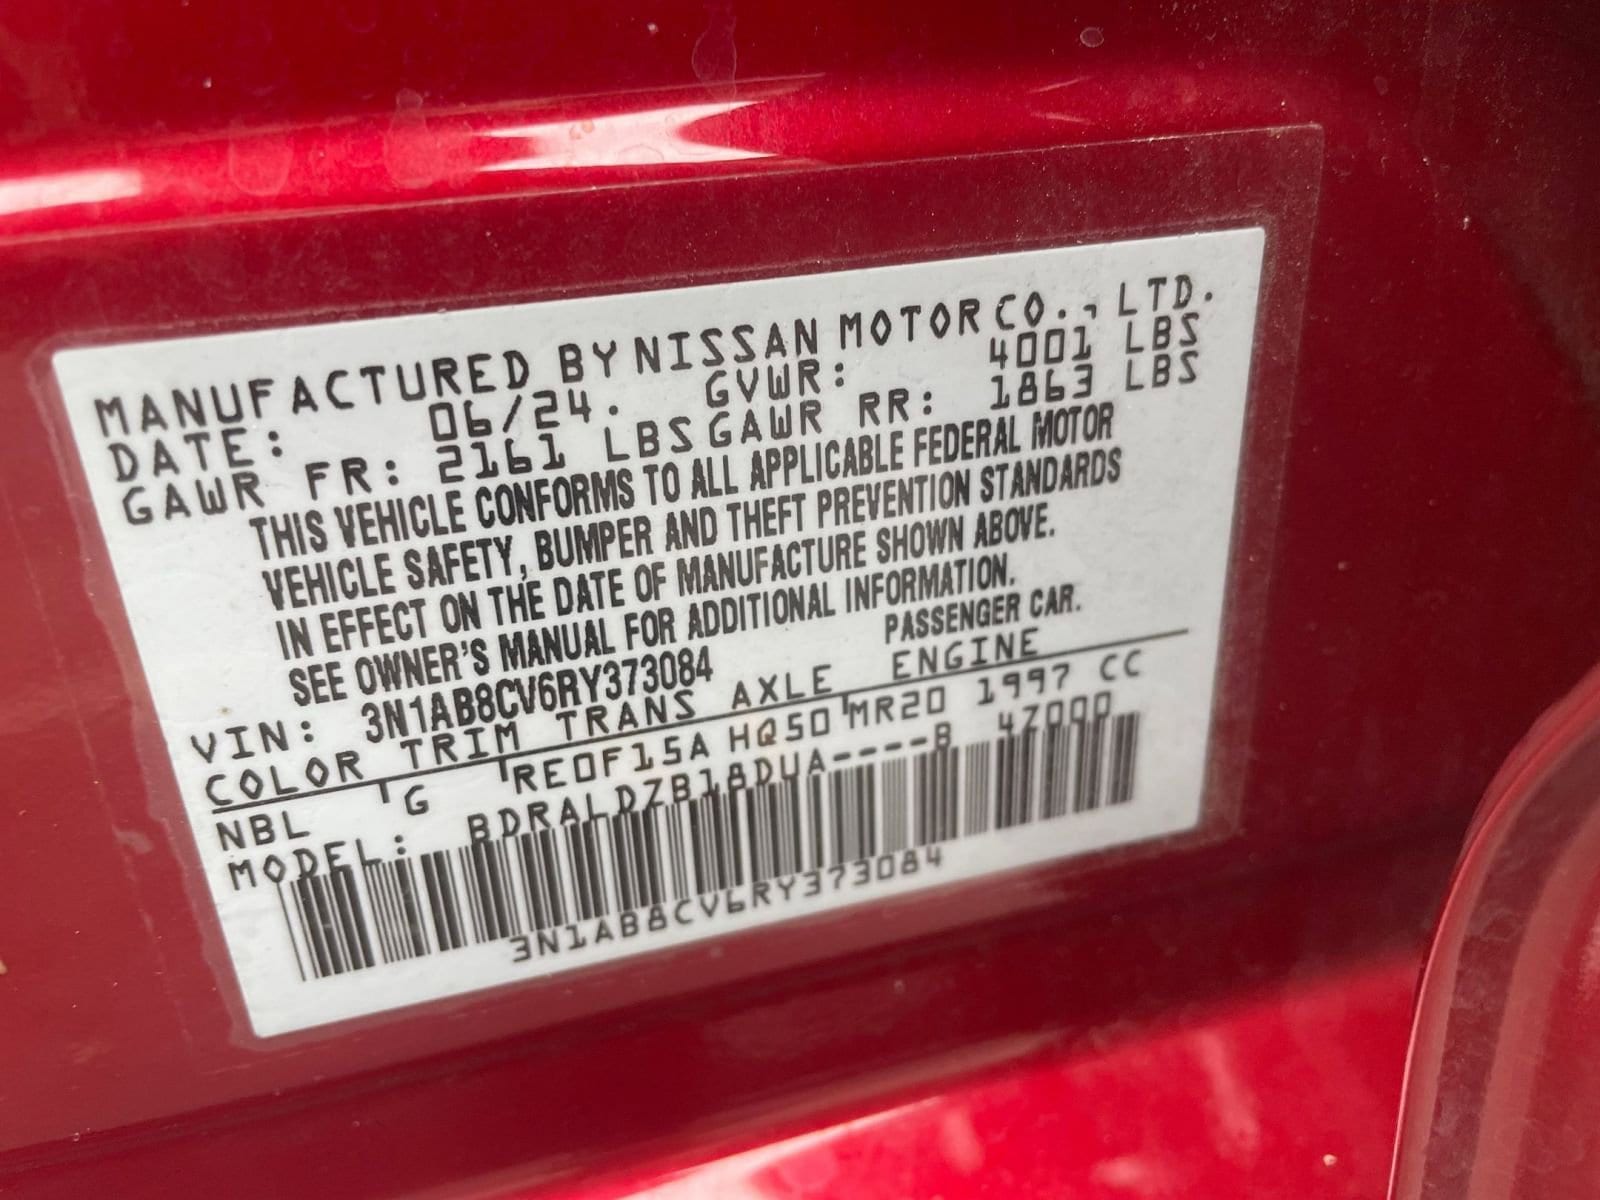 MANUFACTURED BY NISSAN MOTOR CO., LTD.
DATE: 06/24. GVWR: 4001 LBS
GAWR FR: 2161 LBS GAWR RR: 1863 LBS
THIS VEHICLE CONFORMS TO ALL APPLICABLE FEDERAL MOTOR
VEHICLE SAFETY, BUMPER AND THEFT PREVENTION STANDARDS
IN EFFECT ON THE DATE OF MANUFACTURE SHOWN ABOVE.
SEE OWNER'S MANUAL FOR ADDITIONAL INFORMATION.
VIN: 3N1AB8CV6RY373084 PASSENGER CAR.
COLOR TRIM TRANS AXLE ENGINE
NBL G RE0F15A HQ50 MR20 1997 CC
MODEL: BDRALDZB18DUA----B 4Z000
3N1AB8CV6RY373084